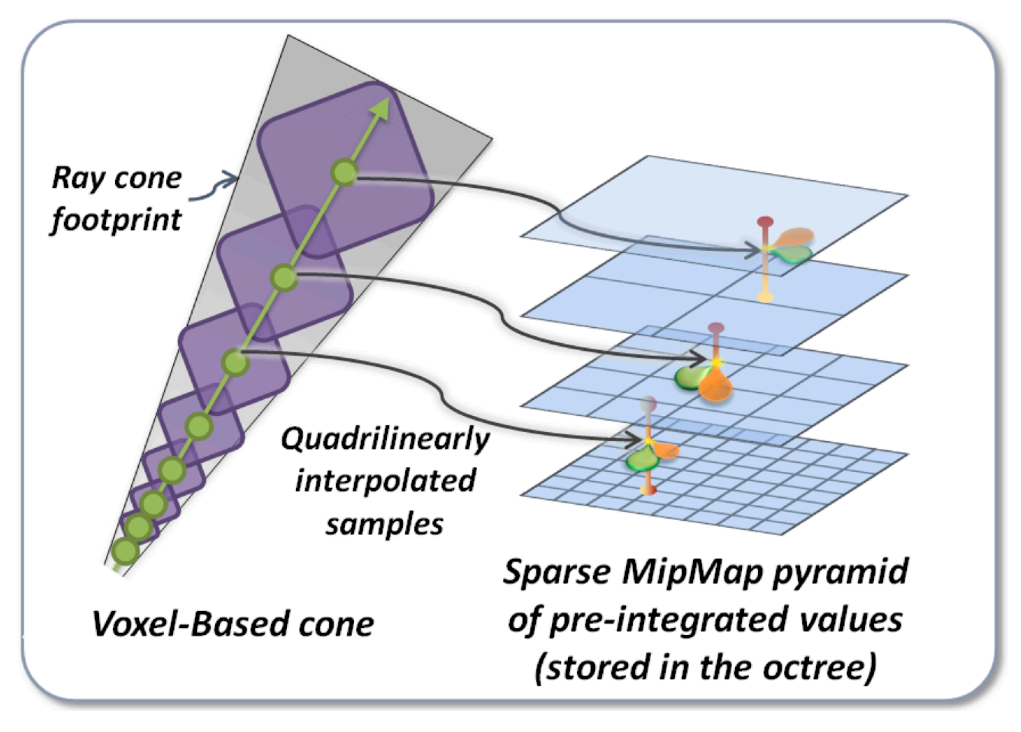 Ray cone
footprint
Quadrilinearly
interpolated
samples
Voxel-Based cone
Sparse MipMap pyramid
of pre-integrated values
(stored in the octree)